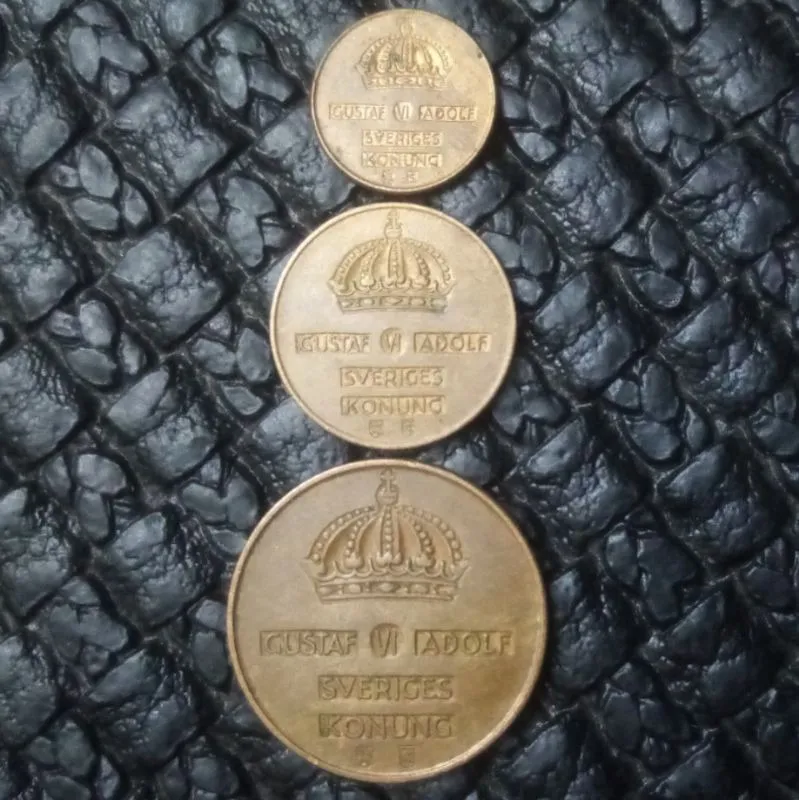 GUSTAF VI ADOLF
SVERIGES
KONUNG
GUSTAF VI ADOLF
SVERIGES
KONUNG
GUSTAF VI ADOLF
SVERIGES
KONUNG